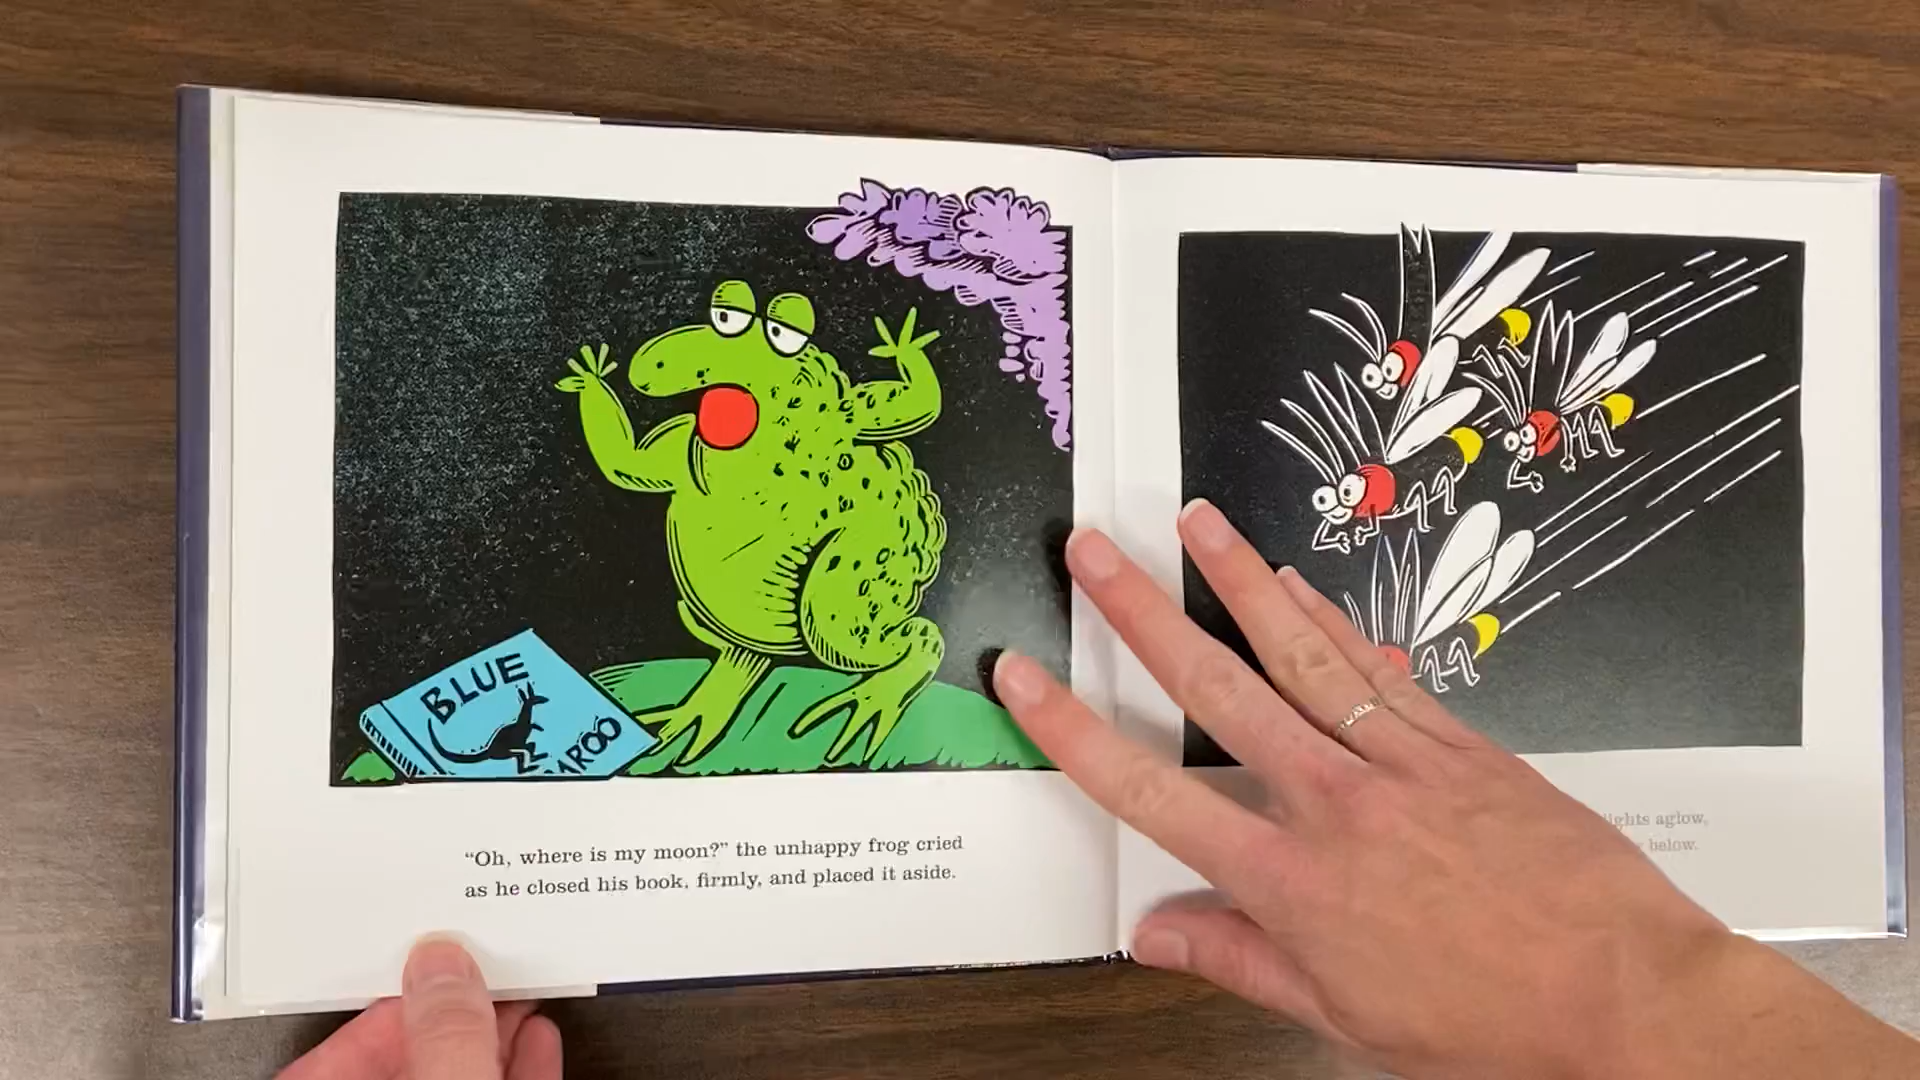 BLUE
AROO
“Oh, where is my moon?” the unhappy frog cried
as he closed his book, firmly, and placed it aside.
lights aglow,
below.